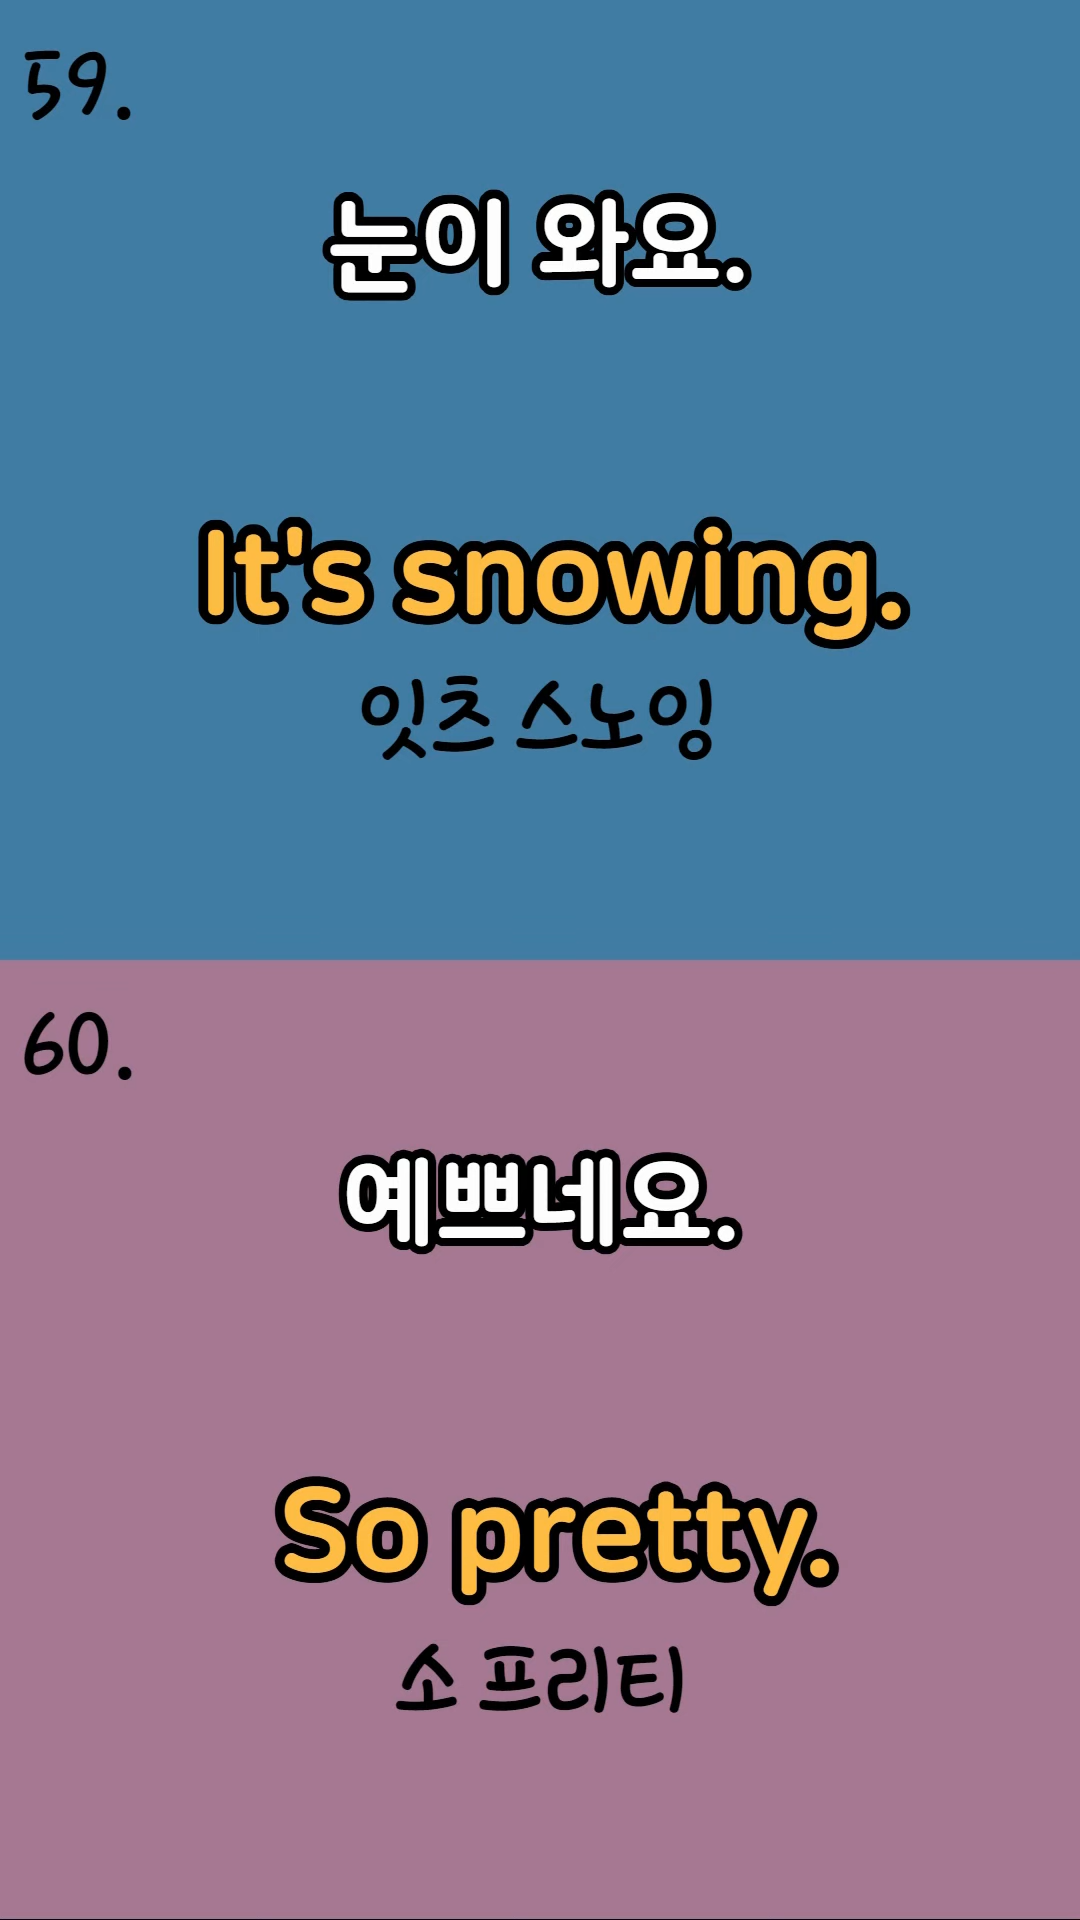 59.
눈이 와요.
It's snowing.
잇츠 스노잉
60.
예쁘네요.
So pretty.
소 프리티